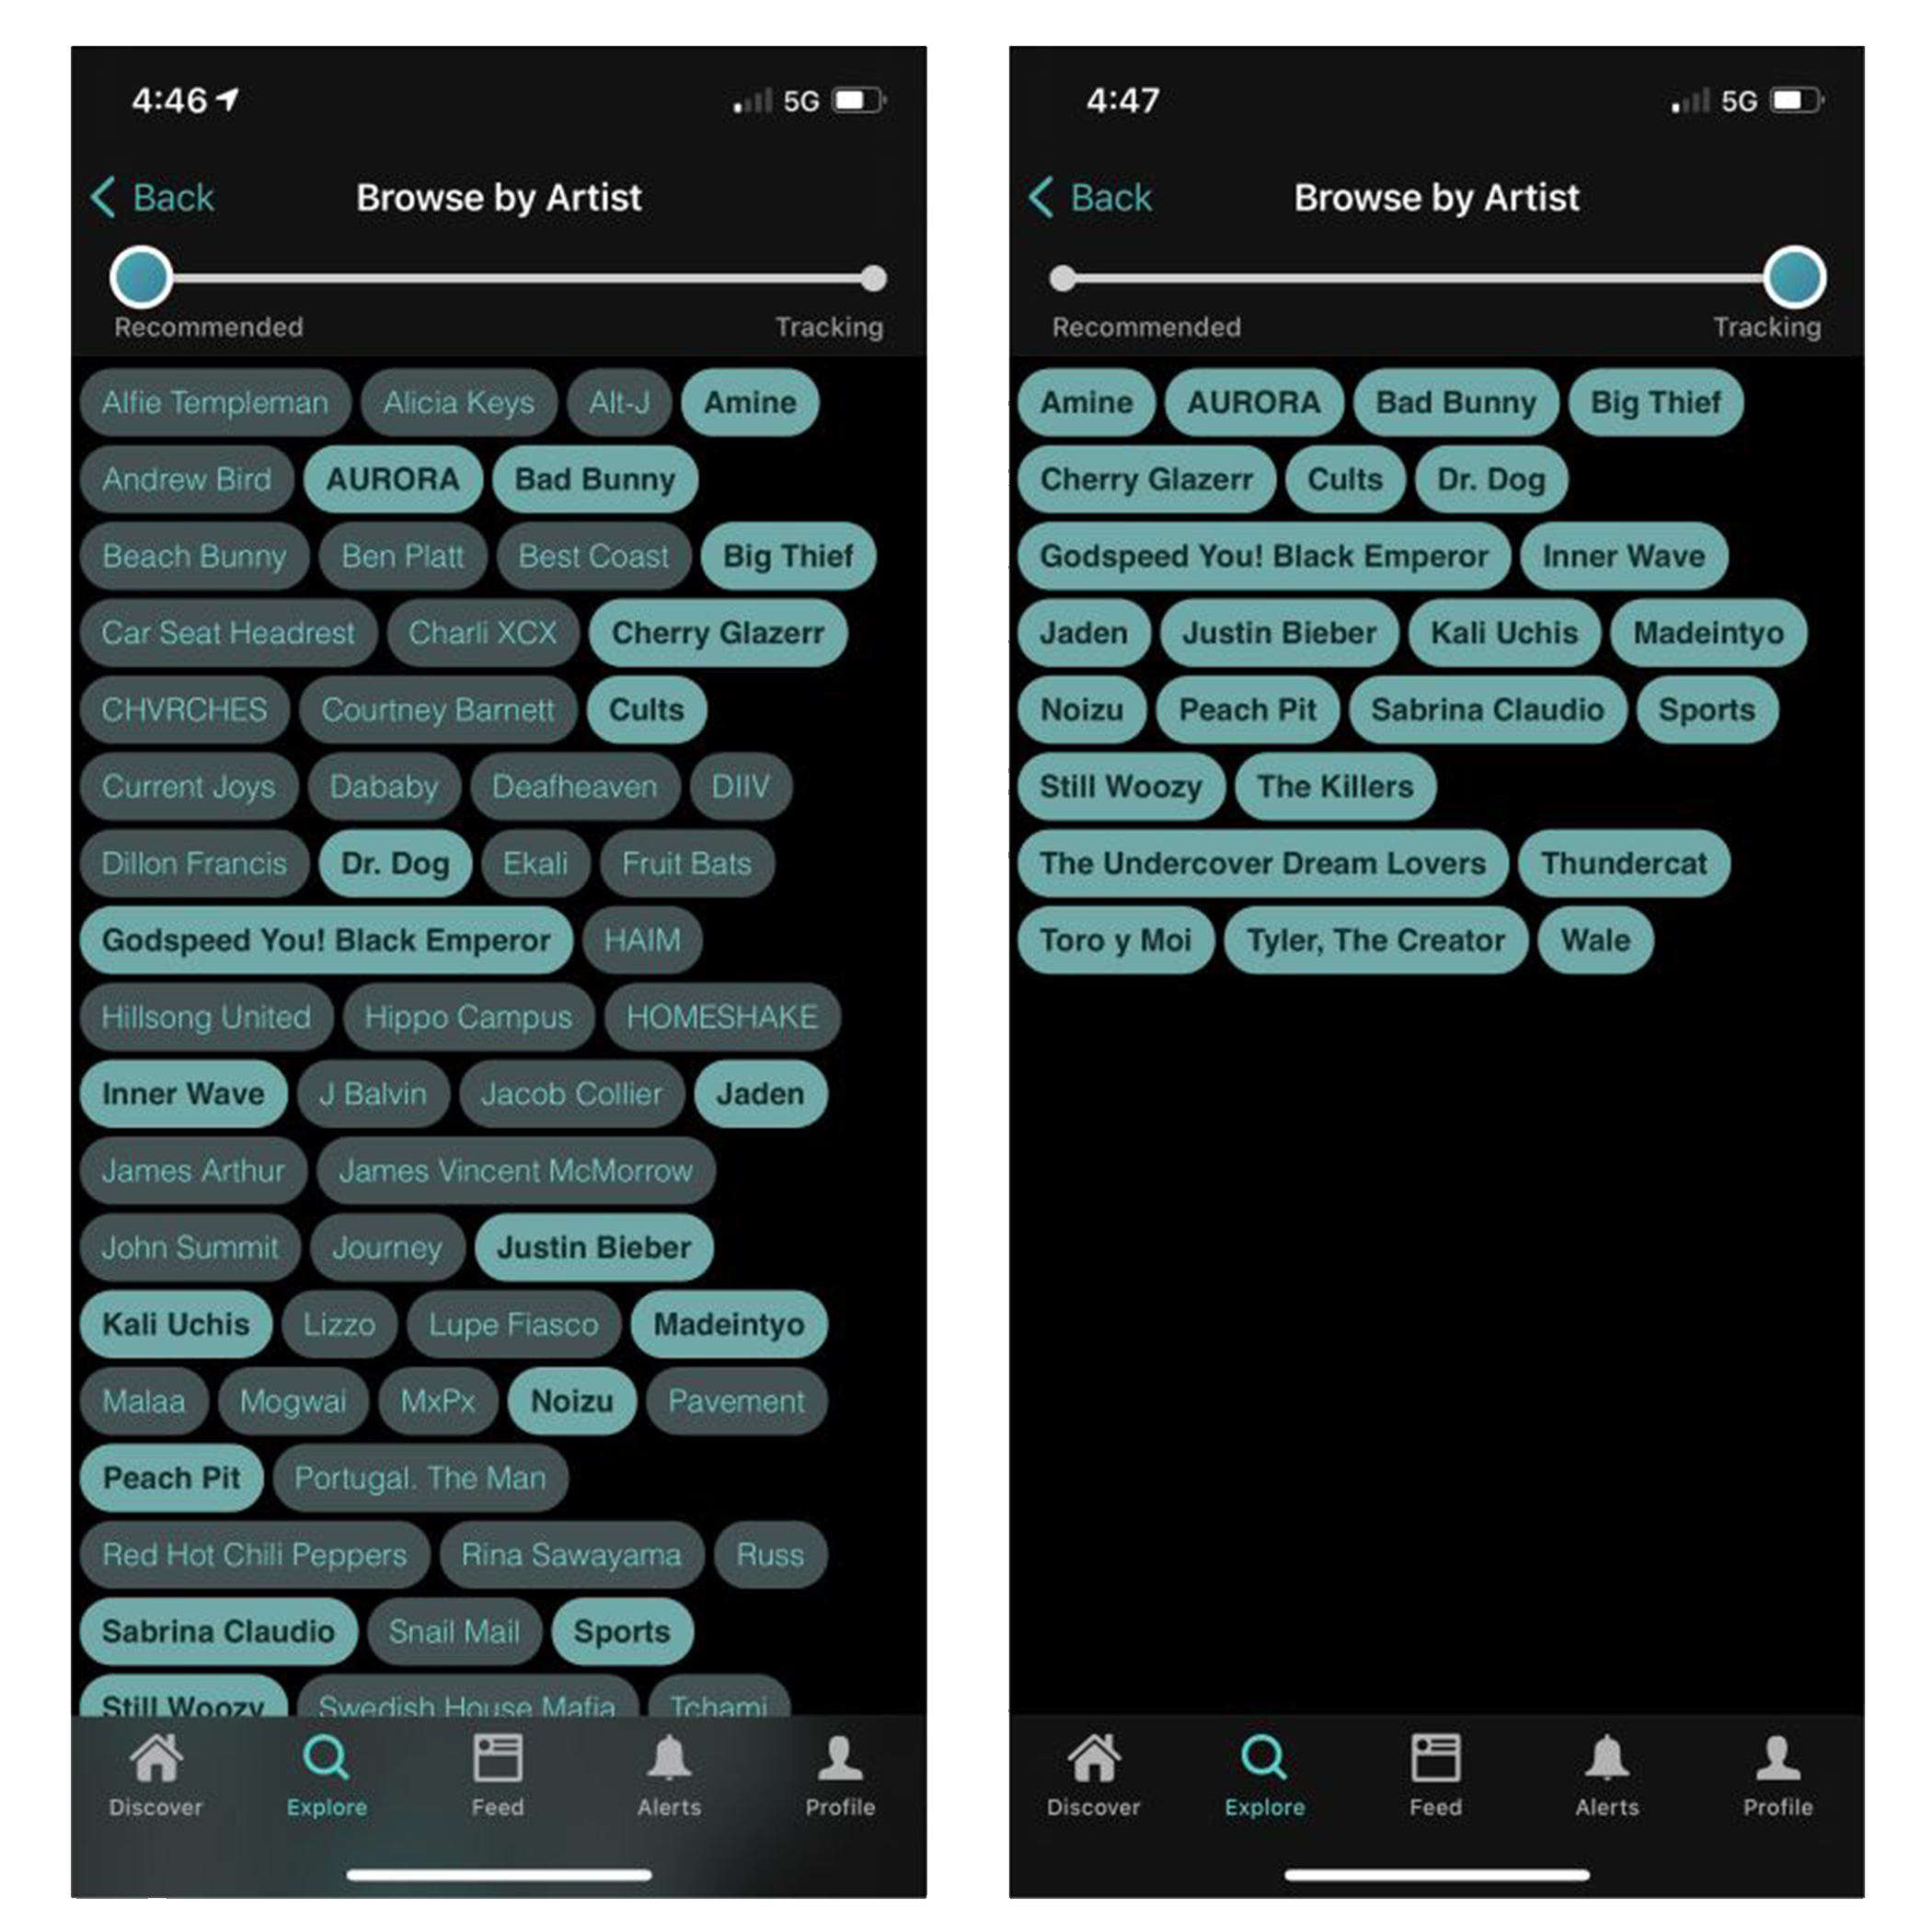 4:46 5G
Back Browse by Artist
Recommended Tracking
Alfie Templeman Alicia Keys Alt-J Amine
Andrew Bird AURORA Bad Bunny
Beach Bunny Ben Platt Best Coast Big Thief
Car Seat Headrest Charli XCX Cherry Glazerr
CHVRCHES Courtney Barnett Cults
Current Joys Dababy Deafheaven DIIV
Dillon Francis Dr. Dog Ekali Fruit Bats
Godspeed You! Black Emperor HAIM
Hillsong United Hippo Campus HOMESHAKE
Inner Wave J Balvin Jacob Collier Jaden
James Arthur James Vincent McMorrow
John Summit Journey Justin Bieber
Kali Uchis Lizzo Lupe Fiasco Madeintyo
Malaa Mogwai MxPx Noizu Pavement
Peach Pit Portugal. The Man
Red Hot Chili Peppers Rina Sawayama Russ
Sabrina Claudio Snail Mail Sports
Still Woozy Swedish House Mafia Tchami
Discover Explore Feed Alerts Profile
4:47 5G
Back Browse by Artist
Recommended Tracking
Amine AURORA Bad Bunny Big Thief
Cherry Glazerr Cults Dr. Dog
Godspeed You! Black Emperor Inner Wave
Jaden Justin Bieber Kali Uchis Madeintyo
Noizu Peach Pit Sabrina Claudio Sports
Still Woozy The Killers
The Undercover Dream Lovers Thundercat
Toro y Moi Tyler, The Creator Wale
Discover Explore Feed Alerts Profile